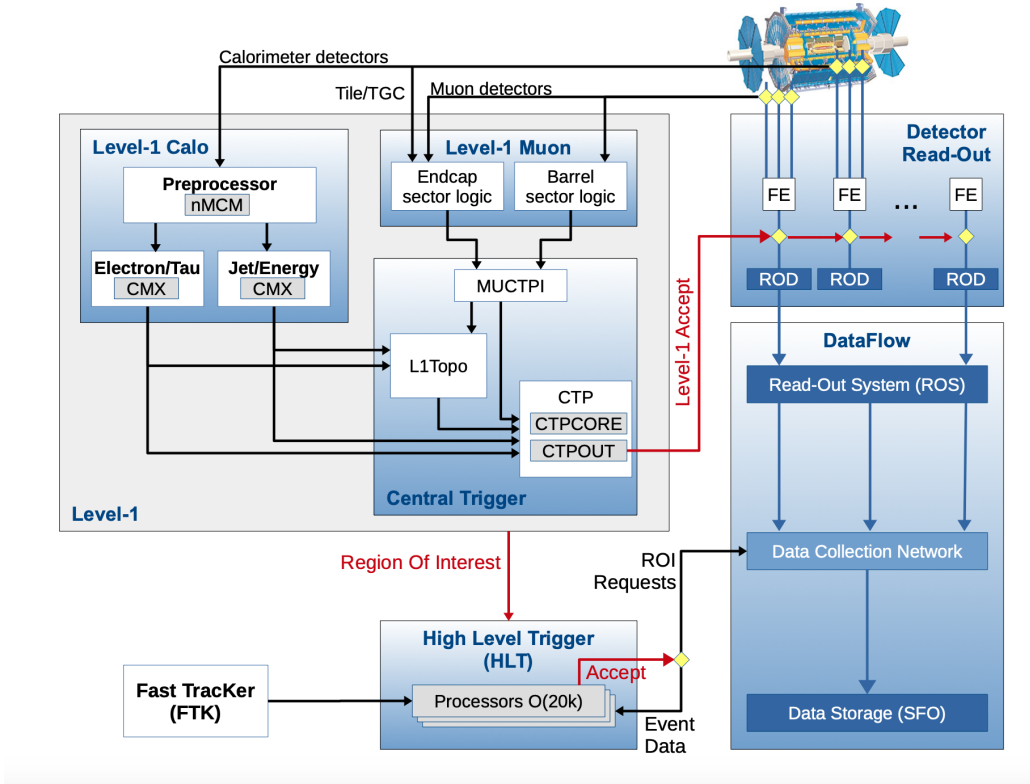 Calorimeter detectors
Tile/TGC
Muon detectors
Level-1 Calo
Preprocessor
nMCM
Electron/Tau
CMX
Jet/Energy
CMX
Level-1 Muon
Endcap
sector logic
Barrel
sector logic
MUCTPI
L1Topo
CTP
CTPCORE
CTPOUT
Central Trigger
Level-1
Level-1 Accept
Detector
Read-Out
FE
FE
...
FE
ROD
ROD
ROD
DataFlow
Read-Out System (ROS)
Data Collection Network
Data Storage (SFO)
Region Of Interest
ROI
Requests
High Level Trigger
(HLT)
Accept
Processors O(20k)
Event
Data
Fast TracKer
(FTK)